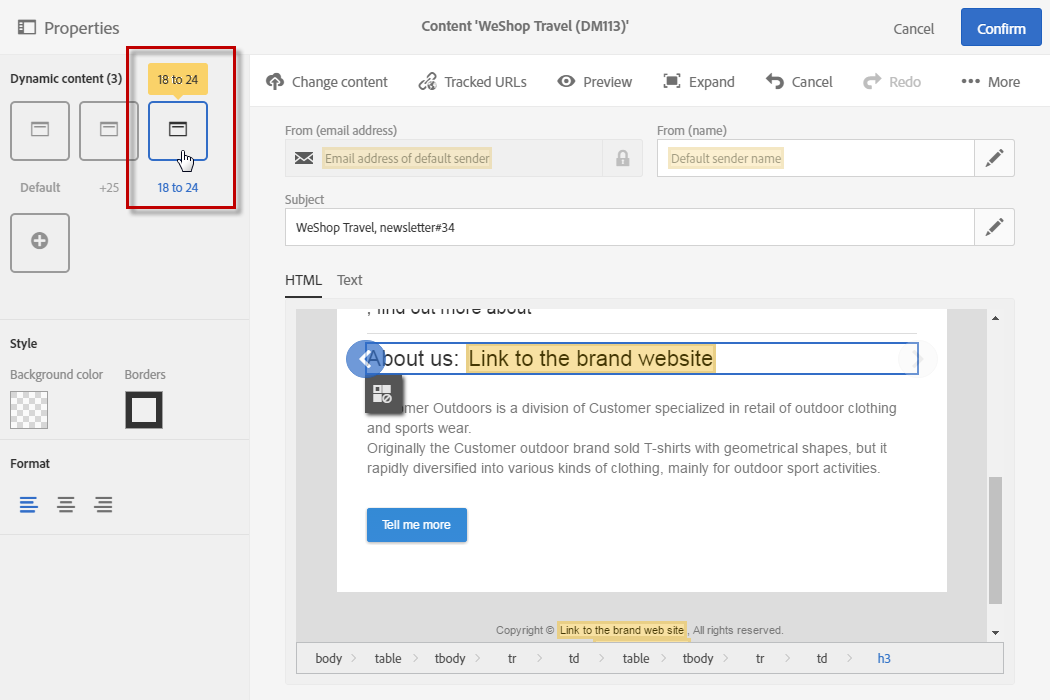 Properties
Content 'WeShop Travel (DM113)'
Cancel
Confirm
Dynamic content (3)
18 to 24
Default
+25
18 to 24
Style
Background color
Borders
Format
Change content
Tracked URLs
Preview
Expand
Cancel
Redo
More
From (email address)
From (name)
Email address of default sender
Default sender name
Subject
WeShop Travel, newsletter#34
HTML
Text
, find out more about
About us: Link to the brand website
omer Outdoors is a division of Customer specialized in retail of outdoor clothing
and sports wear.
Originally the Customer outdoor brand sold T-shirts with geometrical shapes, but it
rapidly diversified into various kinds of clothing, mainly for outdoor sport activities.
Tell me more
Copyright © Link to the brand web site , All rights reserved.
body > table > tbody > tr > td > table > tbody > tr > td > h3